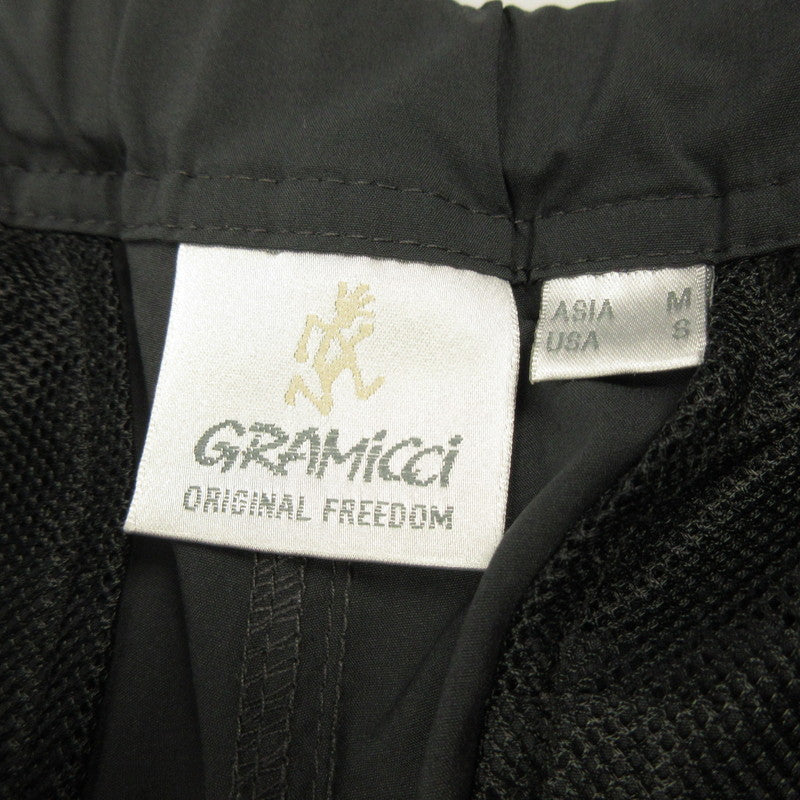 GRAMiCCi
ORIGINAL FREEDOM
ASIA M
USA S